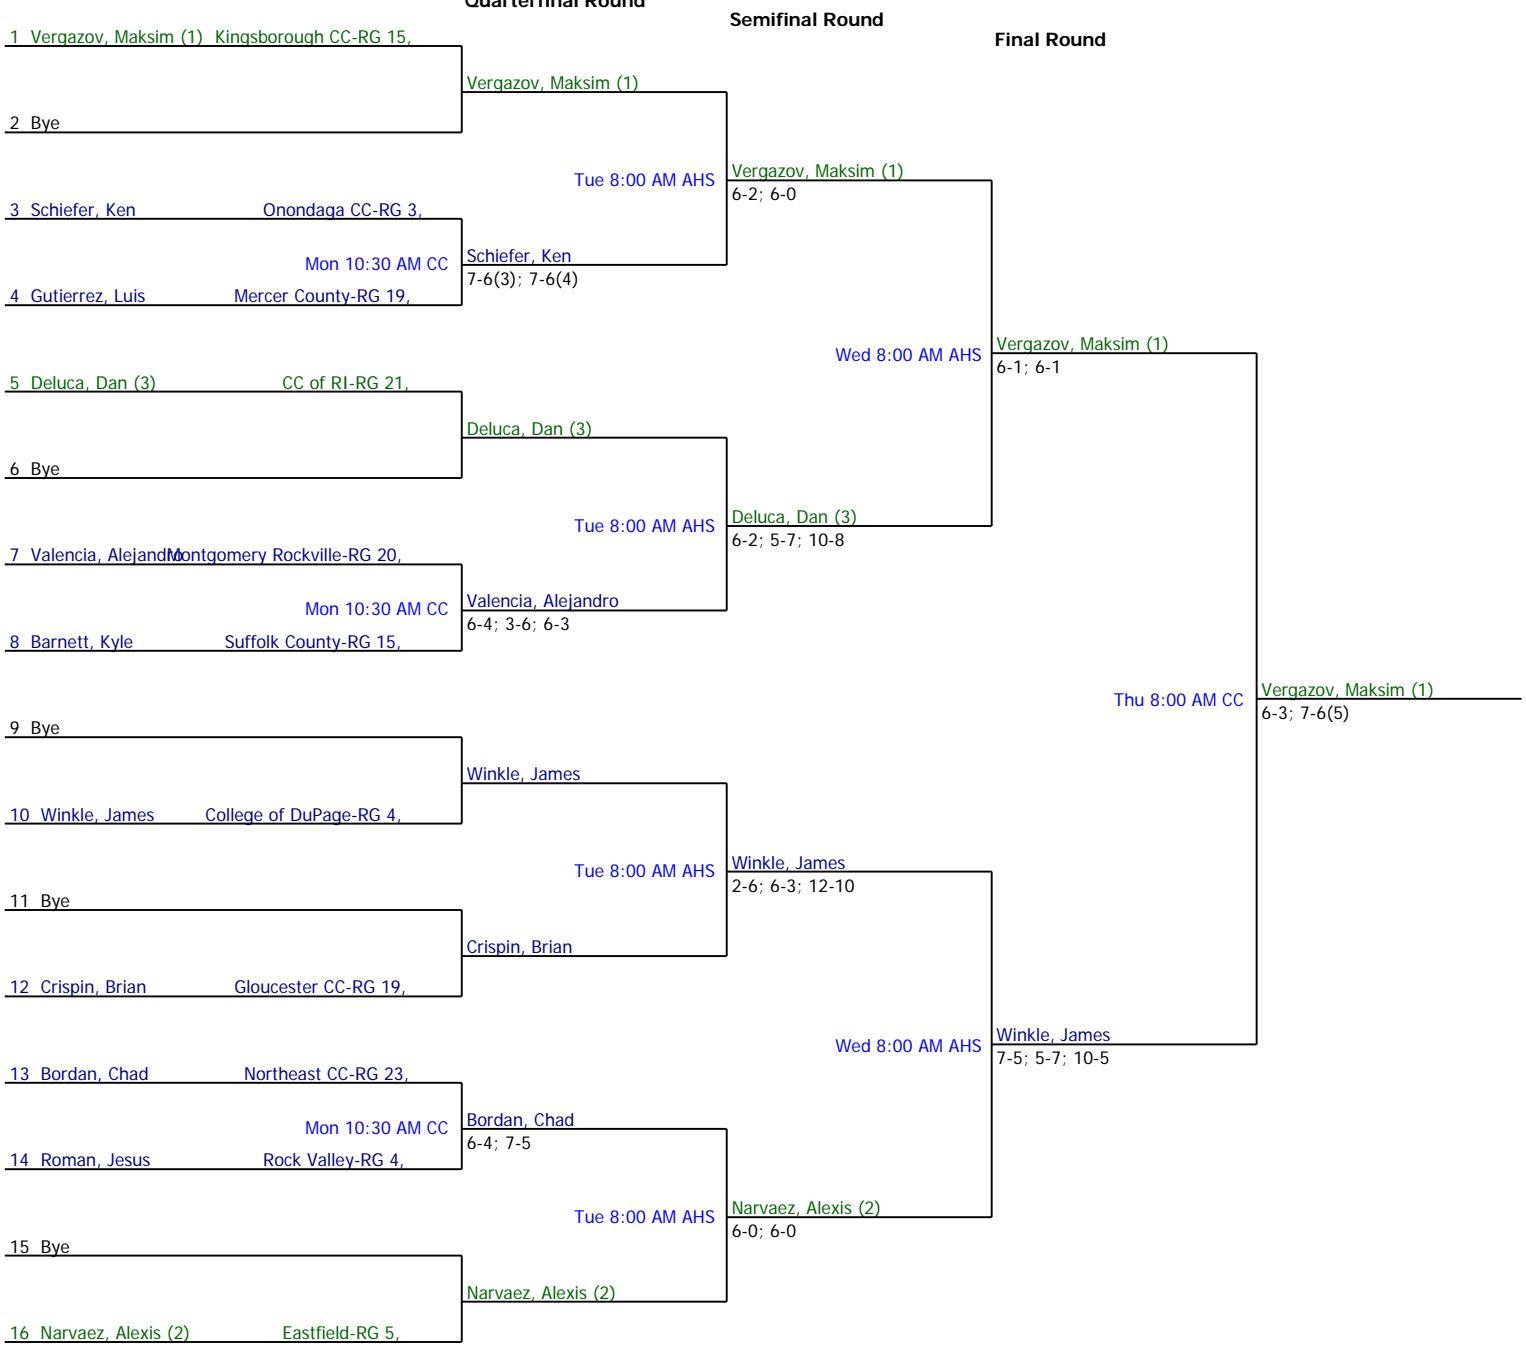 Quarterfinal Round
Semifinal Round
Final Round
1 Vergazov, Maksim (1) Kingsborough CC-RG 15,
Vergazov, Maksim (1)
2 Bye
Tue 8:00 AM AHS
Vergazov, Maksim (1)
6-2; 6-0
3 Schiefer, Ken Onondaga CC-RG 3,
Mon 10:30 AM CC
Schiefer, Ken
7-6(3); 7-6(4)
4 Gutierrez, Luis Mercer County-RG 19,
Wed 8:00 AM AHS
Vergazov, Maksim (1)
6-1; 6-1
5 Deluca, Dan (3) CC of RI-RG 21,
Deluca, Dan (3)
6 Bye
Tue 8:00 AM AHS
Deluca, Dan (3)
6-2; 5-7; 10-8
7 Valencia, Alejandro Montgomery Rockville-RG 20,
Mon 10:30 AM CC
Valencia, Alejandro
6-4; 3-6; 6-3
8 Barnett, Kyle Suffolk County-RG 15,
Thu 8:00 AM CC
Vergazov, Maksim (1)
6-3; 7-6(5)
9 Bye
Winkle, James
10 Winkle, James College of DuPage-RG 4,
Tue 8:00 AM AHS
Winkle, James
2-6; 6-3; 12-10
11 Bye
Crispin, Brian
12 Crispin, Brian Gloucester CC-RG 19,
Wed 8:00 AM AHS
Winkle, James
7-5; 5-7; 10-5
13 Bordan, Chad Northeast CC-RG 23,
Mon 10:30 AM CC
Bordan, Chad
6-4; 7-5
14 Roman, Jesus Rock Valley-RG 4,
Tue 8:00 AM AHS
Narvaez, Alexis (2)
6-0; 6-0
15 Bye
Narvaez, Alexis (2)
16 Narvaez, Alexis (2) Eastfield-RG 5,